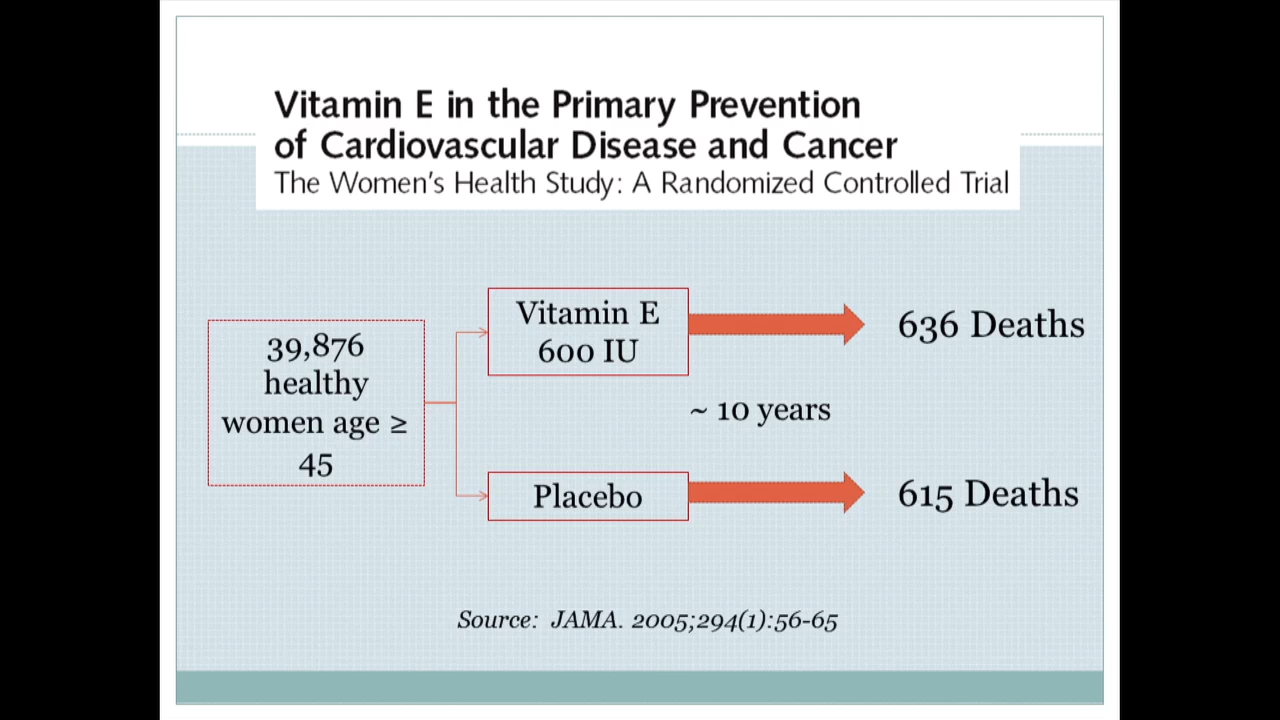 Vitamin E in the Primary Prevention
of Cardiovascular Disease and Cancer
The Women's Health Study: A Randomized Controlled Trial
39,876
healthy
women age ≥
45
Vitamin E
600 IU
636 Deaths
~ 10 years
Placebo
615 Deaths
Source: JAMA. 2005;294(1):56-65